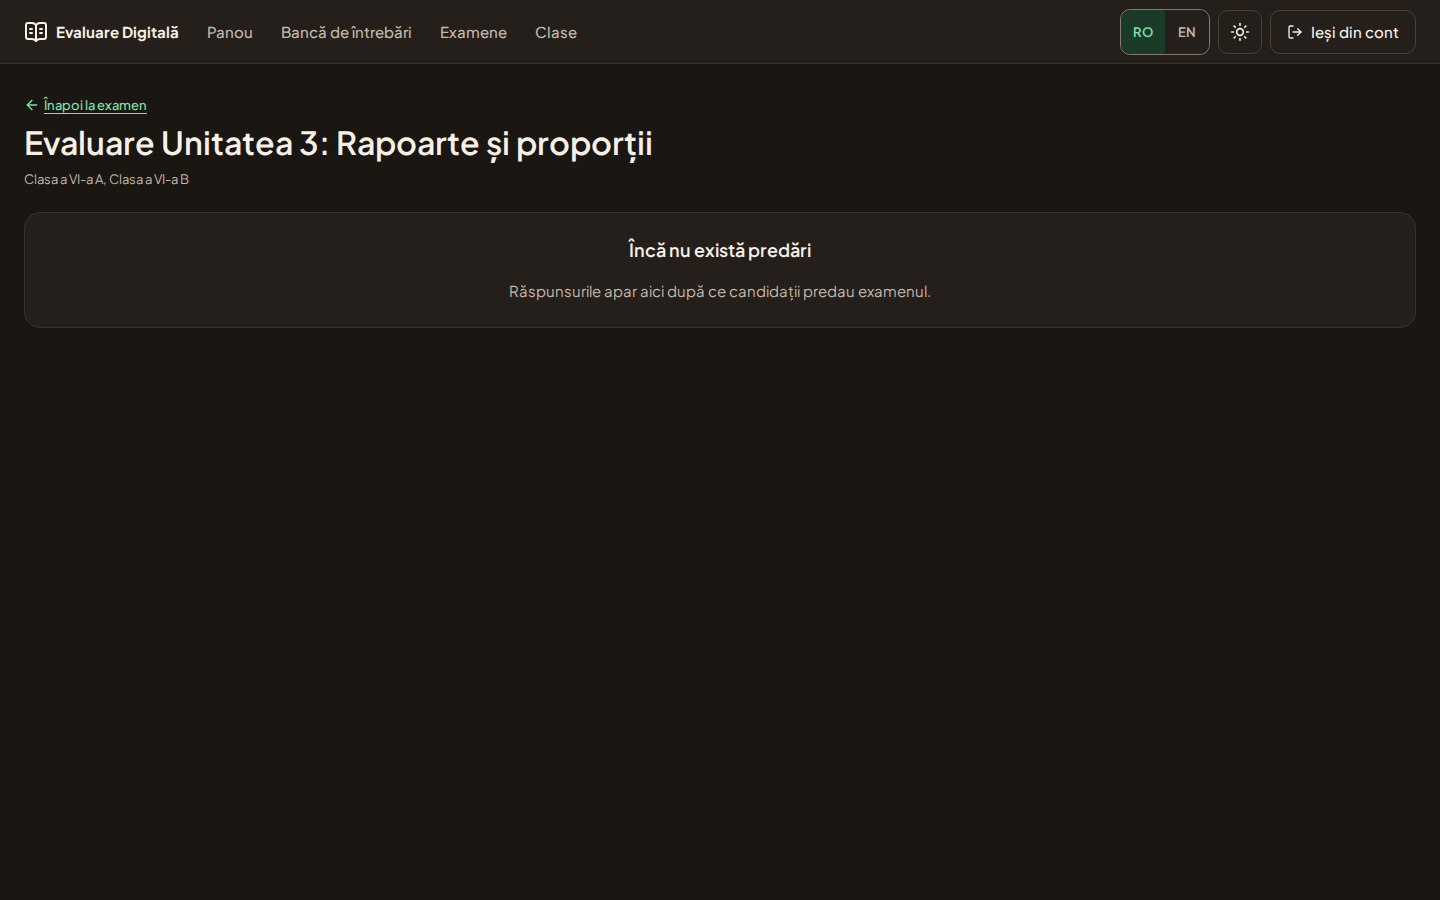 Evaluare Digitală Panou Bancă de întrebări Examene Clase RO EN Ieși din cont
Înapoi la examen
Evaluare Unitatea 3: Rapoarte și proporții
Clasa a VI-a A, Clasa a VI-a B
Încă nu există predări
Răspunsurile apar aici după ce candidații predau examenul.